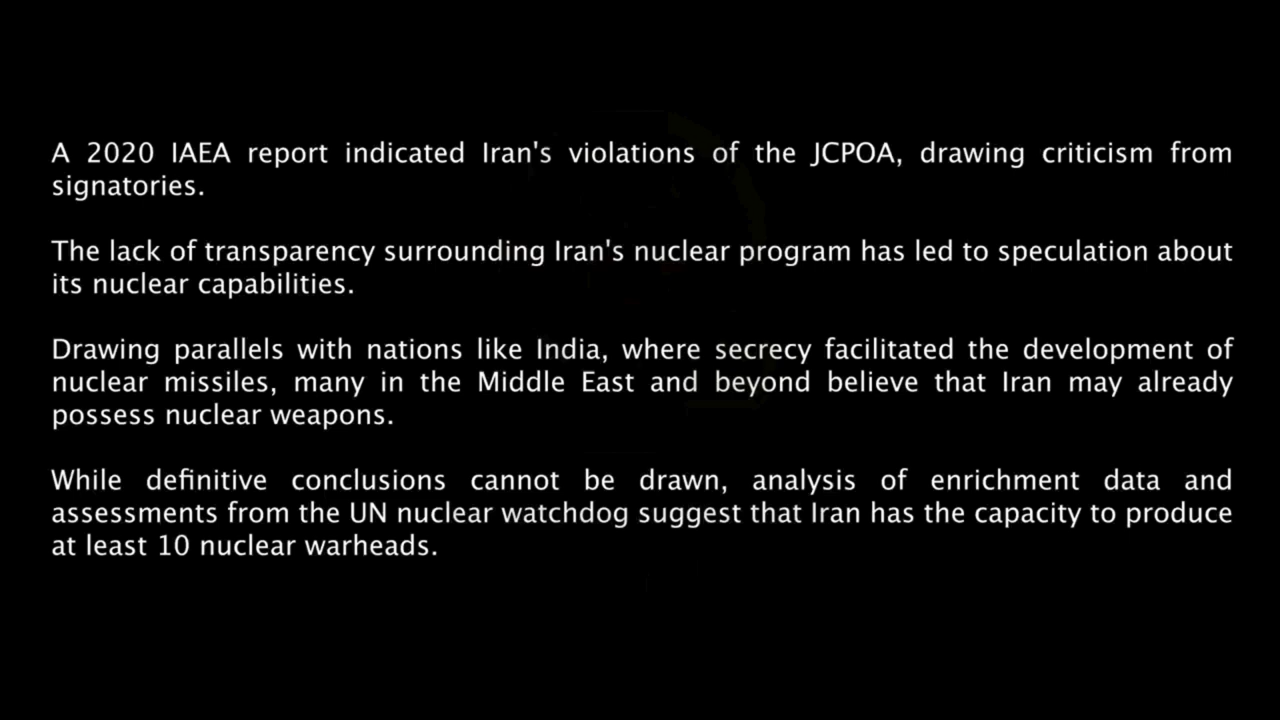 A 2020 IAEA report indicated Iran's violations of the JCPOA, drawing criticism from
signatories.
The lack of transparency surrounding Iran's nuclear program has led to speculation about
its nuclear capabilities.
Drawing parallels with nations like India, where secrecy facilitated the development of
nuclear missiles, many in the Middle East and beyond believe that Iran may already
possess nuclear weapons.
While definitive conclusions cannot be drawn, analysis of enrichment data and
assessments from the UN nuclear watchdog suggest that Iran has the capacity to produce
at least 10 nuclear warheads.